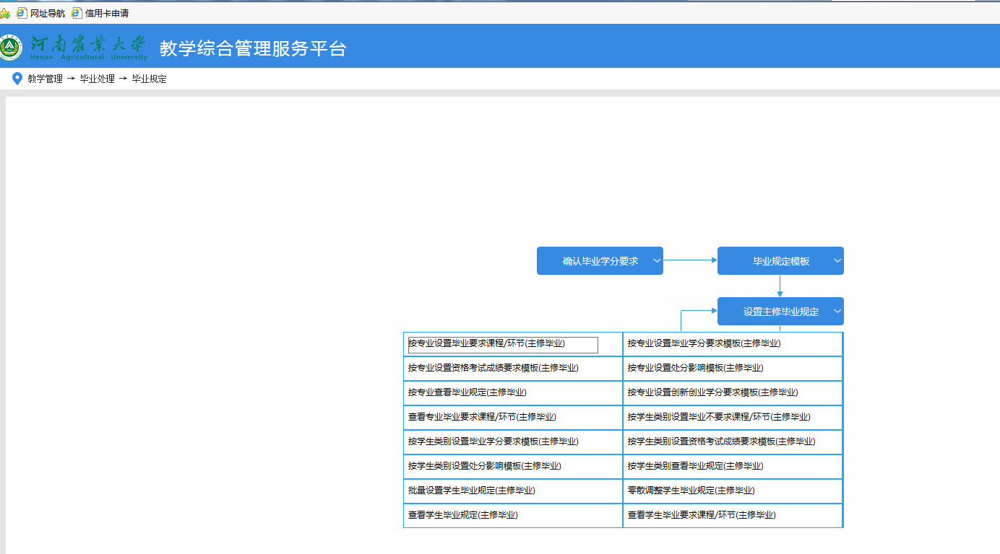 网址导航 信用卡申请
河南农业大学
Henan Agricultural University
教学综合管理服务平台
教学管理 → 毕业处理 → 毕业规定
确认毕业学分要求 毕业规定模板
设置主修毕业规定
按专业设置毕业要求课程/环节(主修毕业) 按专业设置毕业学分要求模板(主修毕业)
按专业设置资格考试成绩要求模板(主修毕业) 按专业设置处分影响模板(主修毕业)
按专业查看毕业规定(主修毕业) 按专业设置创新创业学分要求模板(主修毕业)
查看专业毕业要求课程/环节(主修毕业) 按学生类别设置毕业不要求课程/环节(主修毕业)
按学生类别设置毕业学分要求模板(主修毕业) 按学生类别设置资格考试成绩要求模板(主修毕业)
按学生类别设置处分影响模板(主修毕业) 按学生类别查看毕业规定(主修毕业)
批量设置学生毕业规定(主修毕业) 零散调整学生毕业规定(主修毕业)
查看学生毕业规定(主修毕业) 查看学生毕业要求课程/环节(主修毕业)